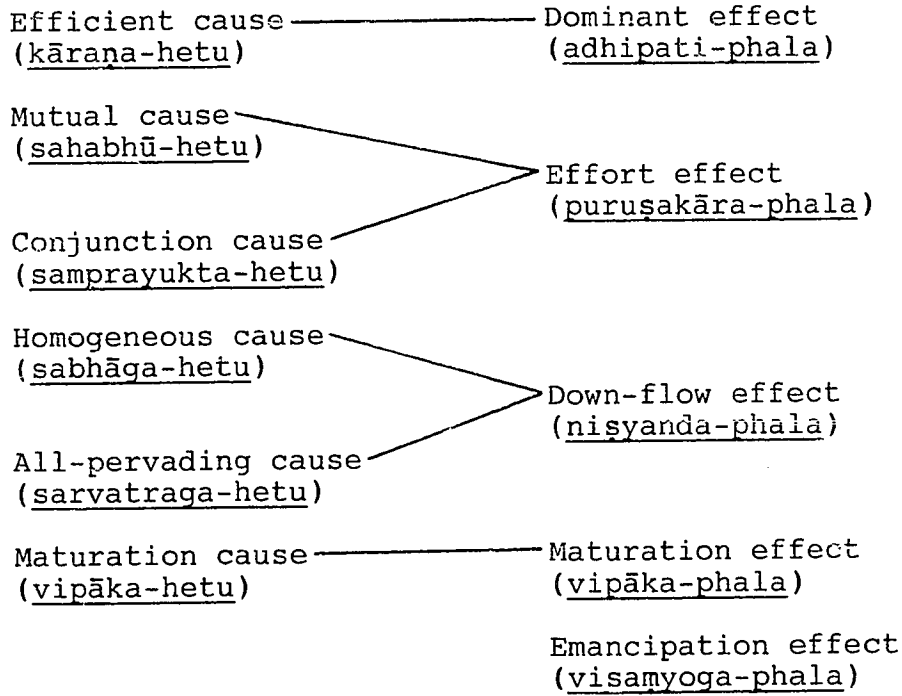 Efficient cause Dominant effect
(kāraṇa-hetu) (adhipati-phala)
Mutual cause
(sahabhū-hetu)
Effort effect
(puruṣakāra-phala)
Conjunction cause
(samprayukta-hetu)
Homogeneous cause
(sabhāga-hetu)
Down-flow effect
(niṣyanda-phala)
All-pervading cause
(sarvatraga-hetu)
Maturation cause Maturation effect
(vipāka-hetu) (vipāka-phala)
Emancipation effect
(visaṃyoga-phala)